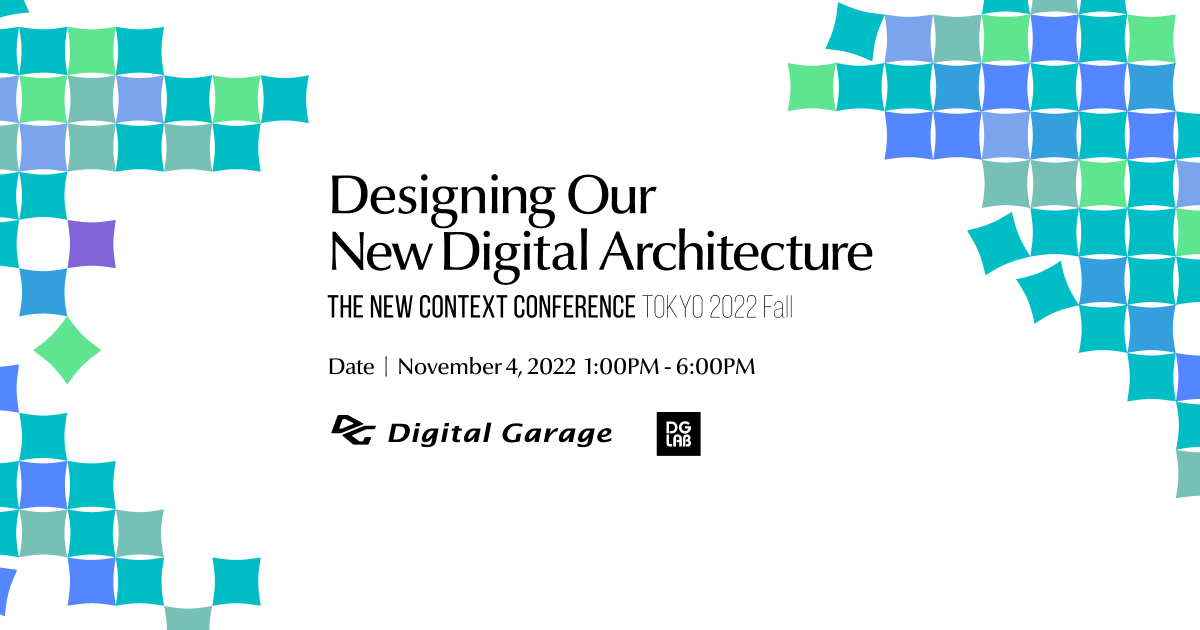 Designing Our
New Digital Architecture
THE NEW CONTEXT CONFERENCE TOKYO 2022 Fall
Date | November 4, 2022 1:00PM - 6:00PM
DG Digital Garage
DG
LAB